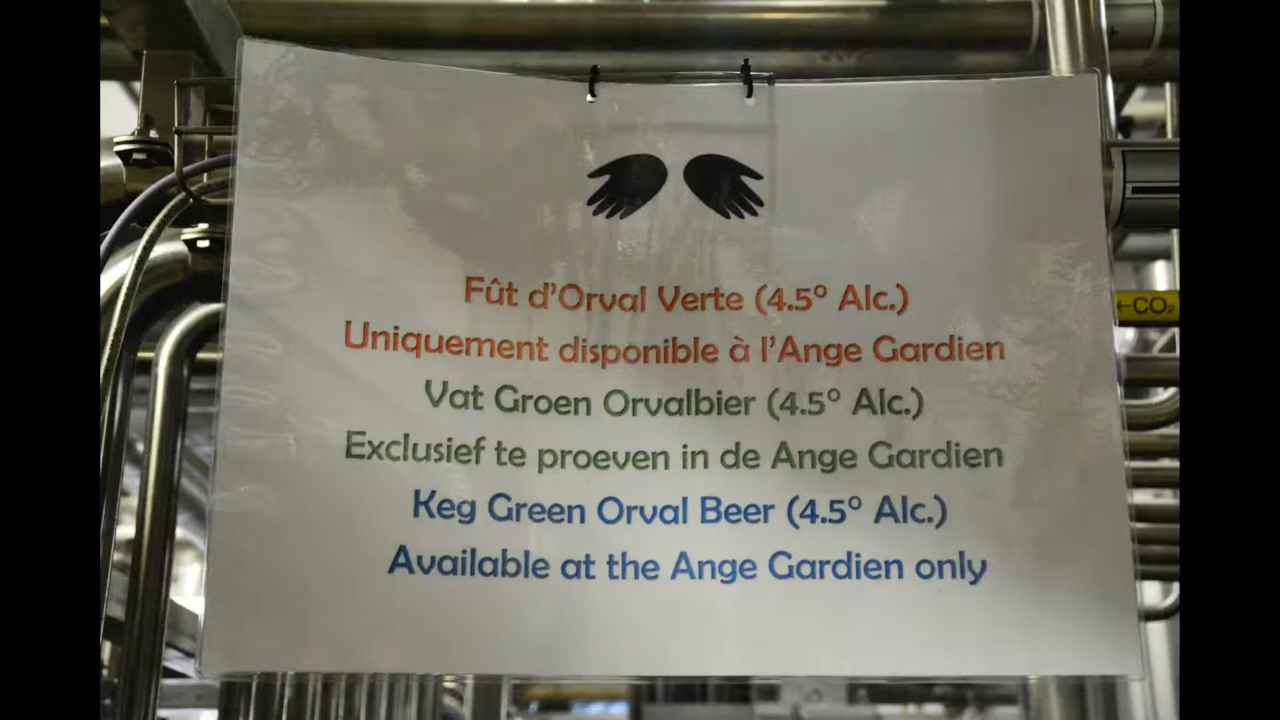 Fût d'Orval Verte (4.5° Alc.)
Uniquement disponible à l'Ange Gardien
Vat Groen Orvalbier (4.5° Alc.)
Exclusief te proeven in de Ange Gardien
Keg Green Orval Beer (4.5° Alc.)
Available at the Ange Gardien only
←CO₂